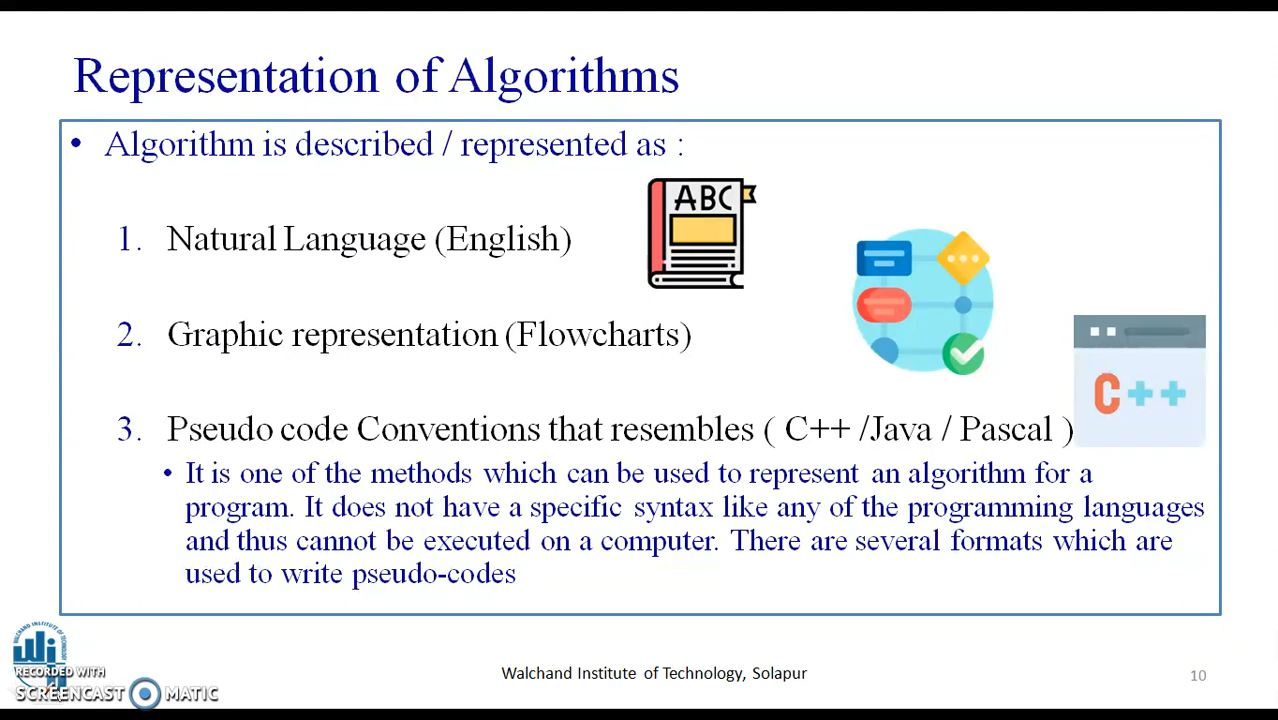 Representation of Algorithms
• Algorithm is described / represented as :
ABC
1. Natural Language (English)
2. Graphic representation (Flowcharts)
C++
3. Pseudo code Conventions that resembles ( C++ /Java / Pascal )
• It is one of the methods which can be used to represent an algorithm for a
program. It does not have a specific syntax like any of the programming languages
and thus cannot be executed on a computer. There are several formats which are
used to write pseudo-codes
WALCHAND INSTITUTE OF TECHNOLOGY
RECORDED WITH
SCREENCAST MATIC
Walchand Institute of Technology, Solapur
10